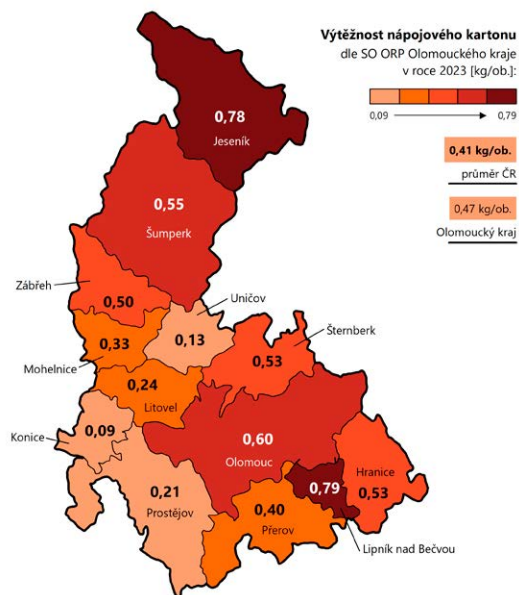 Výtěžnost nápojového kartonu
dle SO ORP Olomouckého kraje
v roce 2023 [kg/ob.]:
0,09
0,79
0,41 kg/ob.
průměr ČR
0,47 kg/ob.
Olomoucký kraj
0,78
Jeseník
0,55
Šumperk
Zábřeh
0,50
Uničov
0,13
Šternberk
0,53
0,33
Mohelnice
0,24
Litovel
Konice
0,09
0,60
Olomouc
Hranice
0,53
0,79
0,21
Prostějov
0,40
Přerov
Lipník nad Bečvou